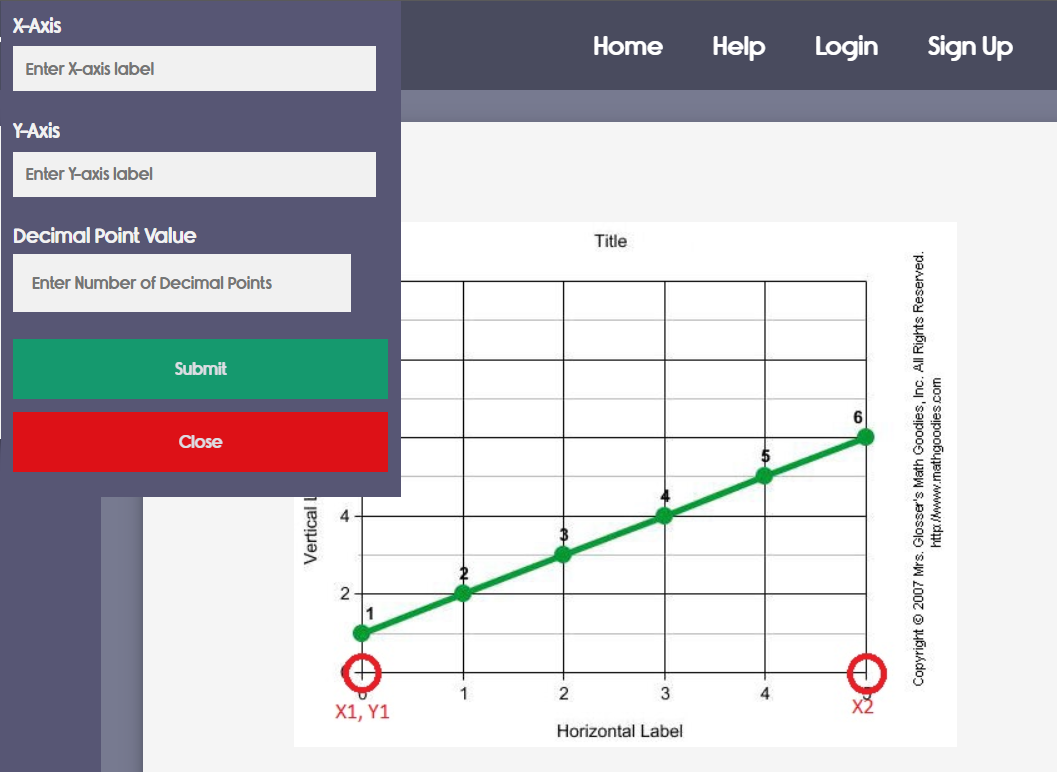 X-Axis
Enter X-axis label
Y-Axis
Enter Y-axis label
Decimal Point Value
Enter Number of Decimal Points
Submit
Close
Home Help Login Sign Up
Title
6
5
4
3
2
1
4
2
0 1 2 3 4 5
X1, Y1
X2
Vertical L
Horizontal Label
Copyright © 2007 Mrs. Glosser's Math Goodies, Inc. All Rights Reserved.
http://www.mathgoodies.com